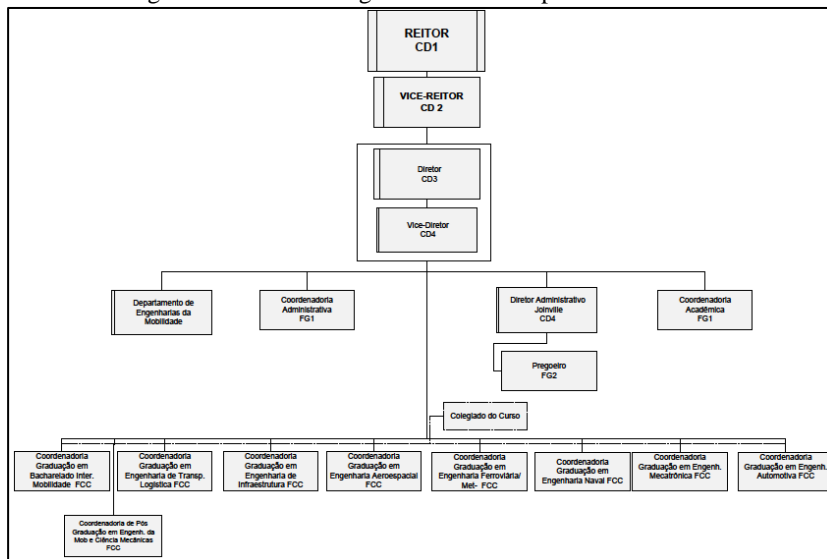 REITOR
CD1
VICE-REITOR
CD 2
Diretor
CD3
Vice-Diretor
CD4
Departamento de
Engenharias da
Mobilidade
Coordenadoria
Administrativa
FG1
Diretor Administrativo
Joinville
CD4
Coordenadoria
Acadêmica
FG1
Pregoeiro
FG2
Colegiado do Curso
Coordenadoria
Graduação em
Bacharelado Inter.
Mobilidade FCC
Coordenadoria
Graduação em
Engenharia de Transp.
Logística FCC
Coordenadoria
Graduação em
Engenharia de
Infraestrutura FCC
Coordenadoria
Graduação em
Engenharia Aeroespacial
FCC
Coordenadoria
Graduação em
Engenharia Ferroviária/
Met- FCC
Coordenadoria
Graduação em
Engenharia Naval FCC
Coordenadoria
Graduação em Engenh.
Mecatrônica FCC
Coordenadoria
Graduação em Engenh.
Automotiva FCC
Coordenadoria de Pós
Graduação em Engenh. da
Mob e Ciência Mecânicas
FCC